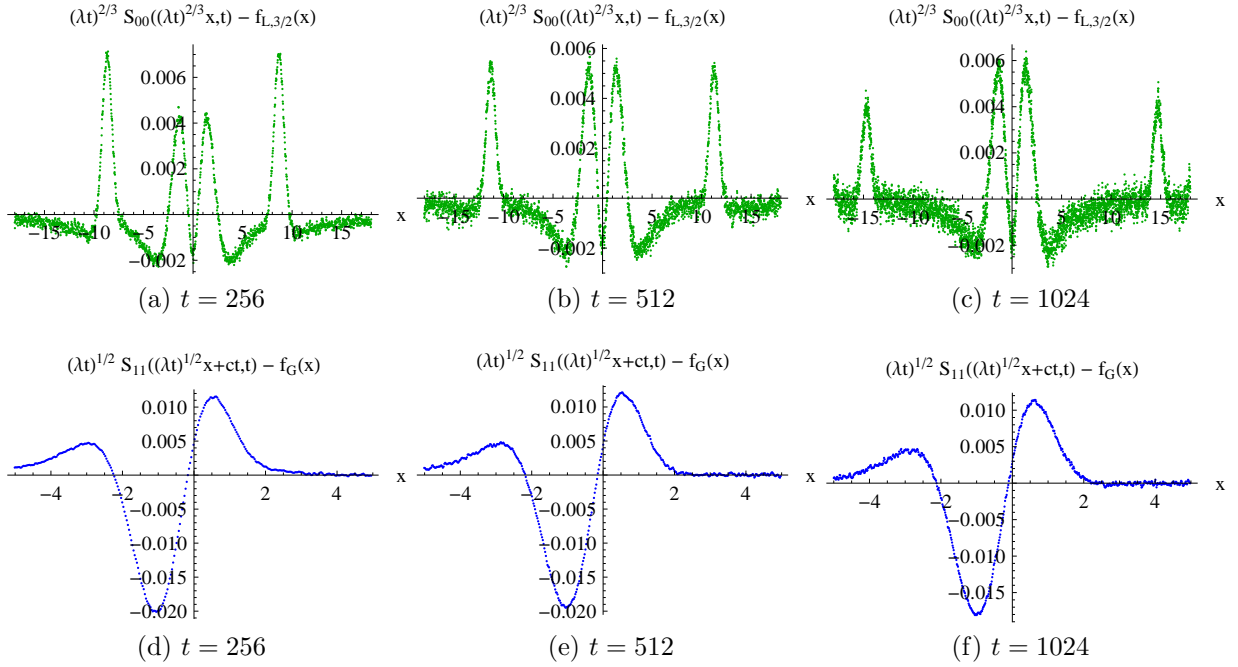 (λt)^{2/3} S_{00}((λt)^{2/3}x,t) − f_{L,3/2}(x)
0.006
0.004
0.002
−15 −10 −5 5 10 15 x
−0.002
(a) t = 256
(λt)^{2/3} S_{00}((λt)^{2/3}x,t) − f_{L,3/2}(x)
0.006
0.004
0.002
−15 −10 −5 5 10 15 x
−0.002
(b) t = 512
(λt)^{2/3} S_{00}((λt)^{2/3}x,t) − f_{L,3/2}(x)
0.006
0.004
0.002
−15 −10 −5 5 10 15 x
−0.002
(c) t = 1024
(λt)^{1/2} S_{11}((λt)^{1/2}x+ct,t) − f_G(x)
0.010
0.005
−4 −2 2 4 x
−0.005
−0.010
−0.015
−0.020
(d) t = 256
(λt)^{1/2} S_{11}((λt)^{1/2}x+ct,t) − f_G(x)
0.010
0.005
−4 −2 2 4 x
−0.005
−0.010
−0.015
−0.020
(e) t = 512
(λt)^{1/2} S_{11}((λt)^{1/2}x+ct,t) − f_G(x)
0.010
0.005
−4 −2 2 4 x
−0.005
−0.010
−0.015
(f) t = 1024